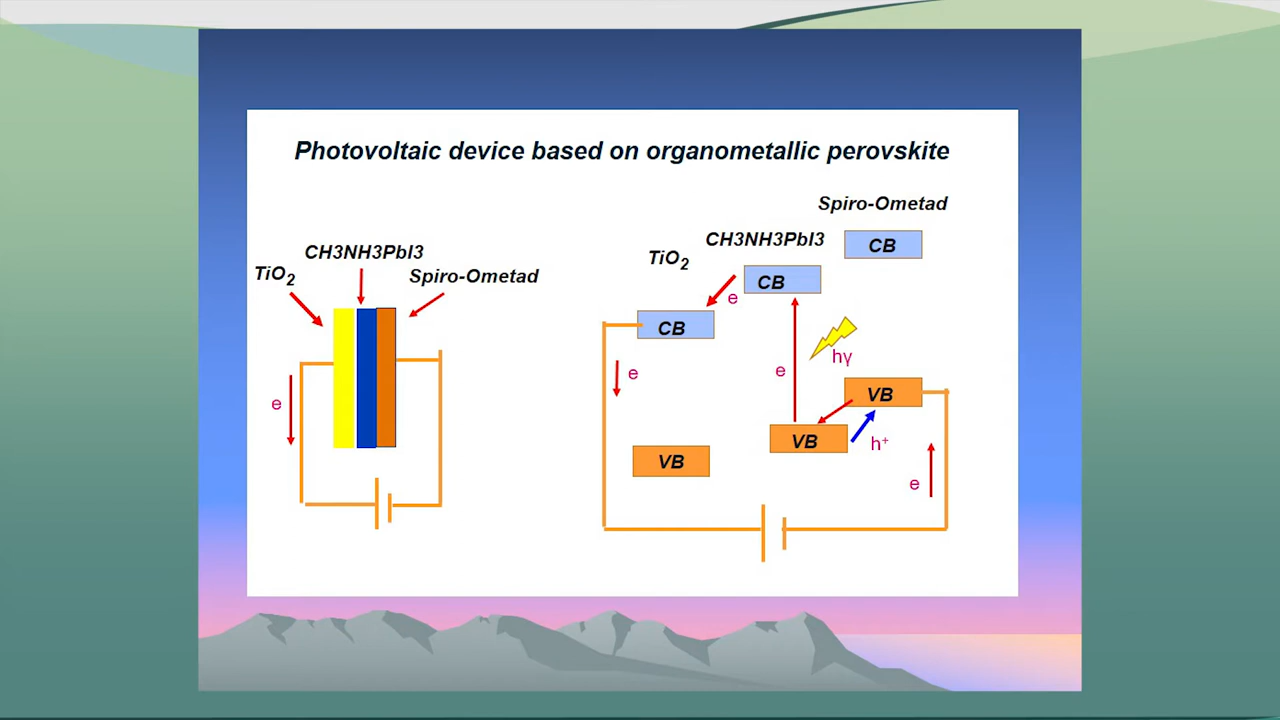 Photovoltaic device based on organometallic perovskite
CH3NH3PbI3
TiO2
Spiro-Ometad
e
Spiro-Ometad
CH3NH3PbI3
TiO2
CB
CB
CB
e
e
e
hγ
VB
VB
VB
h+
e